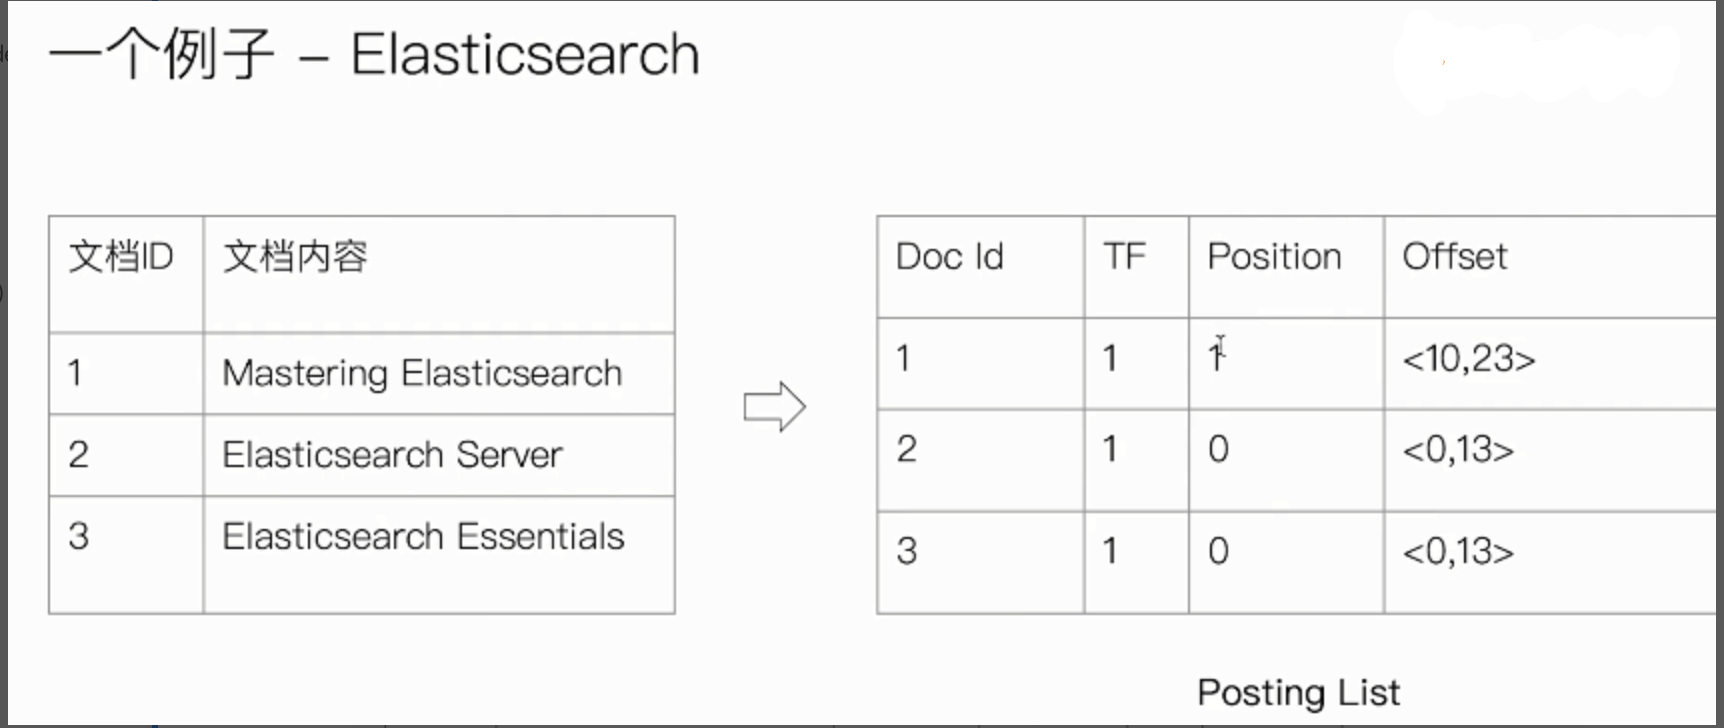 一个例子 – Elasticsearch
文档ID 文档内容
1 Mastering Elasticsearch
2 Elasticsearch Server
3 Elasticsearch Essentials
Doc Id TF Position Offset
1 1 1 <10,23>
2 1 0 <0,13>
3 1 0 <0,13>
Posting List